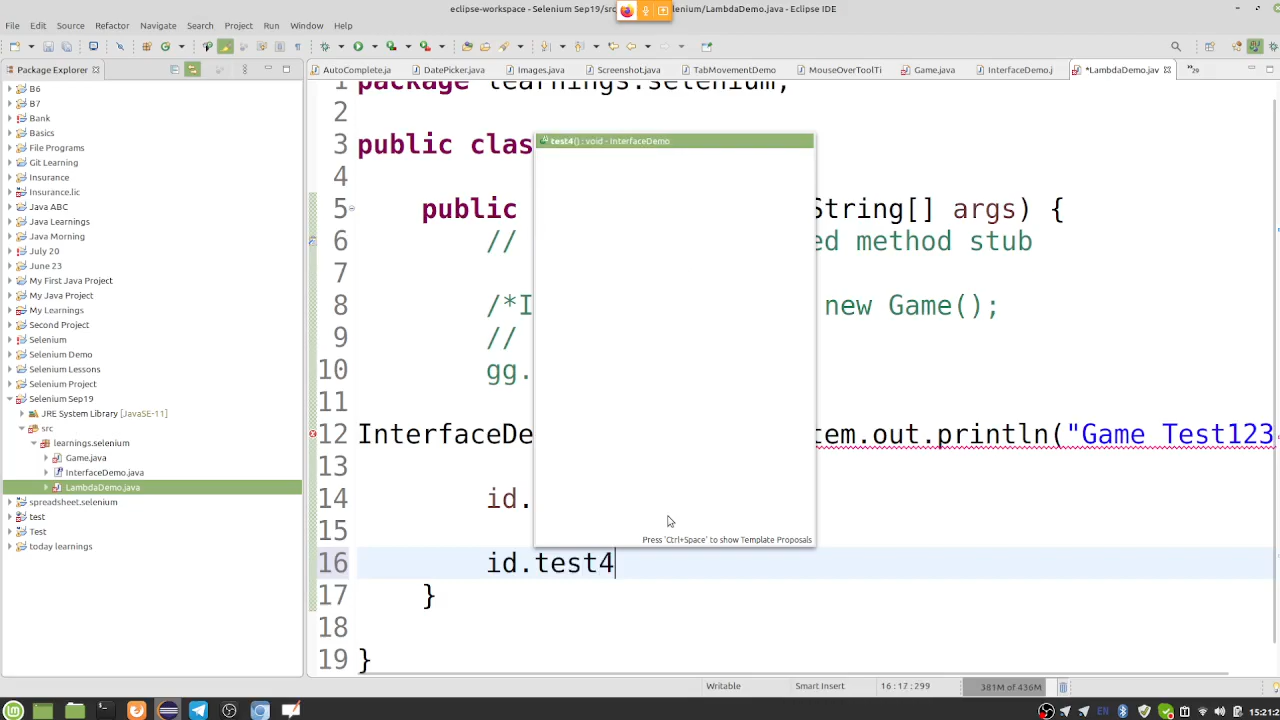 eclipse-workspace - Selenium Sep19/src
lenium/LambdaDemo.java - Eclipse IDE
File Edit Source Refactor Navigate Search Project Run Window Help
Package Explorer
AutoComplete.ja
DatePicker.java
Images.java
Screenshot.java
TabMovementDemo
MouseOverToolTi
Game.java
InterfaceDemo.j
*LambdaDemo.jav
29
B6
B7
Bank
Basics
File Programs
Git Learning
Insurance
Insurance.lic
Java ABC
Java Learnings
Java Morning
July 20
June 23
My First Java Project
My Java Project
My Learnings
Second Project
Selenium
Selenium Demo
Selenium Lessons
Selenium Project
Selenium Sep19
JRE System Library [JavaSE-11]
src
learnings.selenium
Game.java
InterfaceDemo.java
LambdaDemo.java
spreadsheet.selenium
test
Test
today learnings
1 package learnings.selenium;
2
3 public clas
4
5 public String[] args) {
6 // ed method stub
7
8 /*I new Game();
9 //
10 gg.
11
12 InterfaceDe tem.out.println("Game Test123
13
14 id.
15
16 id.test4
17 }
18
19 }
test4() : void - InterfaceDemo
Press 'Ctrl+Space' to show Template Proposals
Writable Smart Insert 16 : 17 : 299 381M of 436M
EN 15:21:2